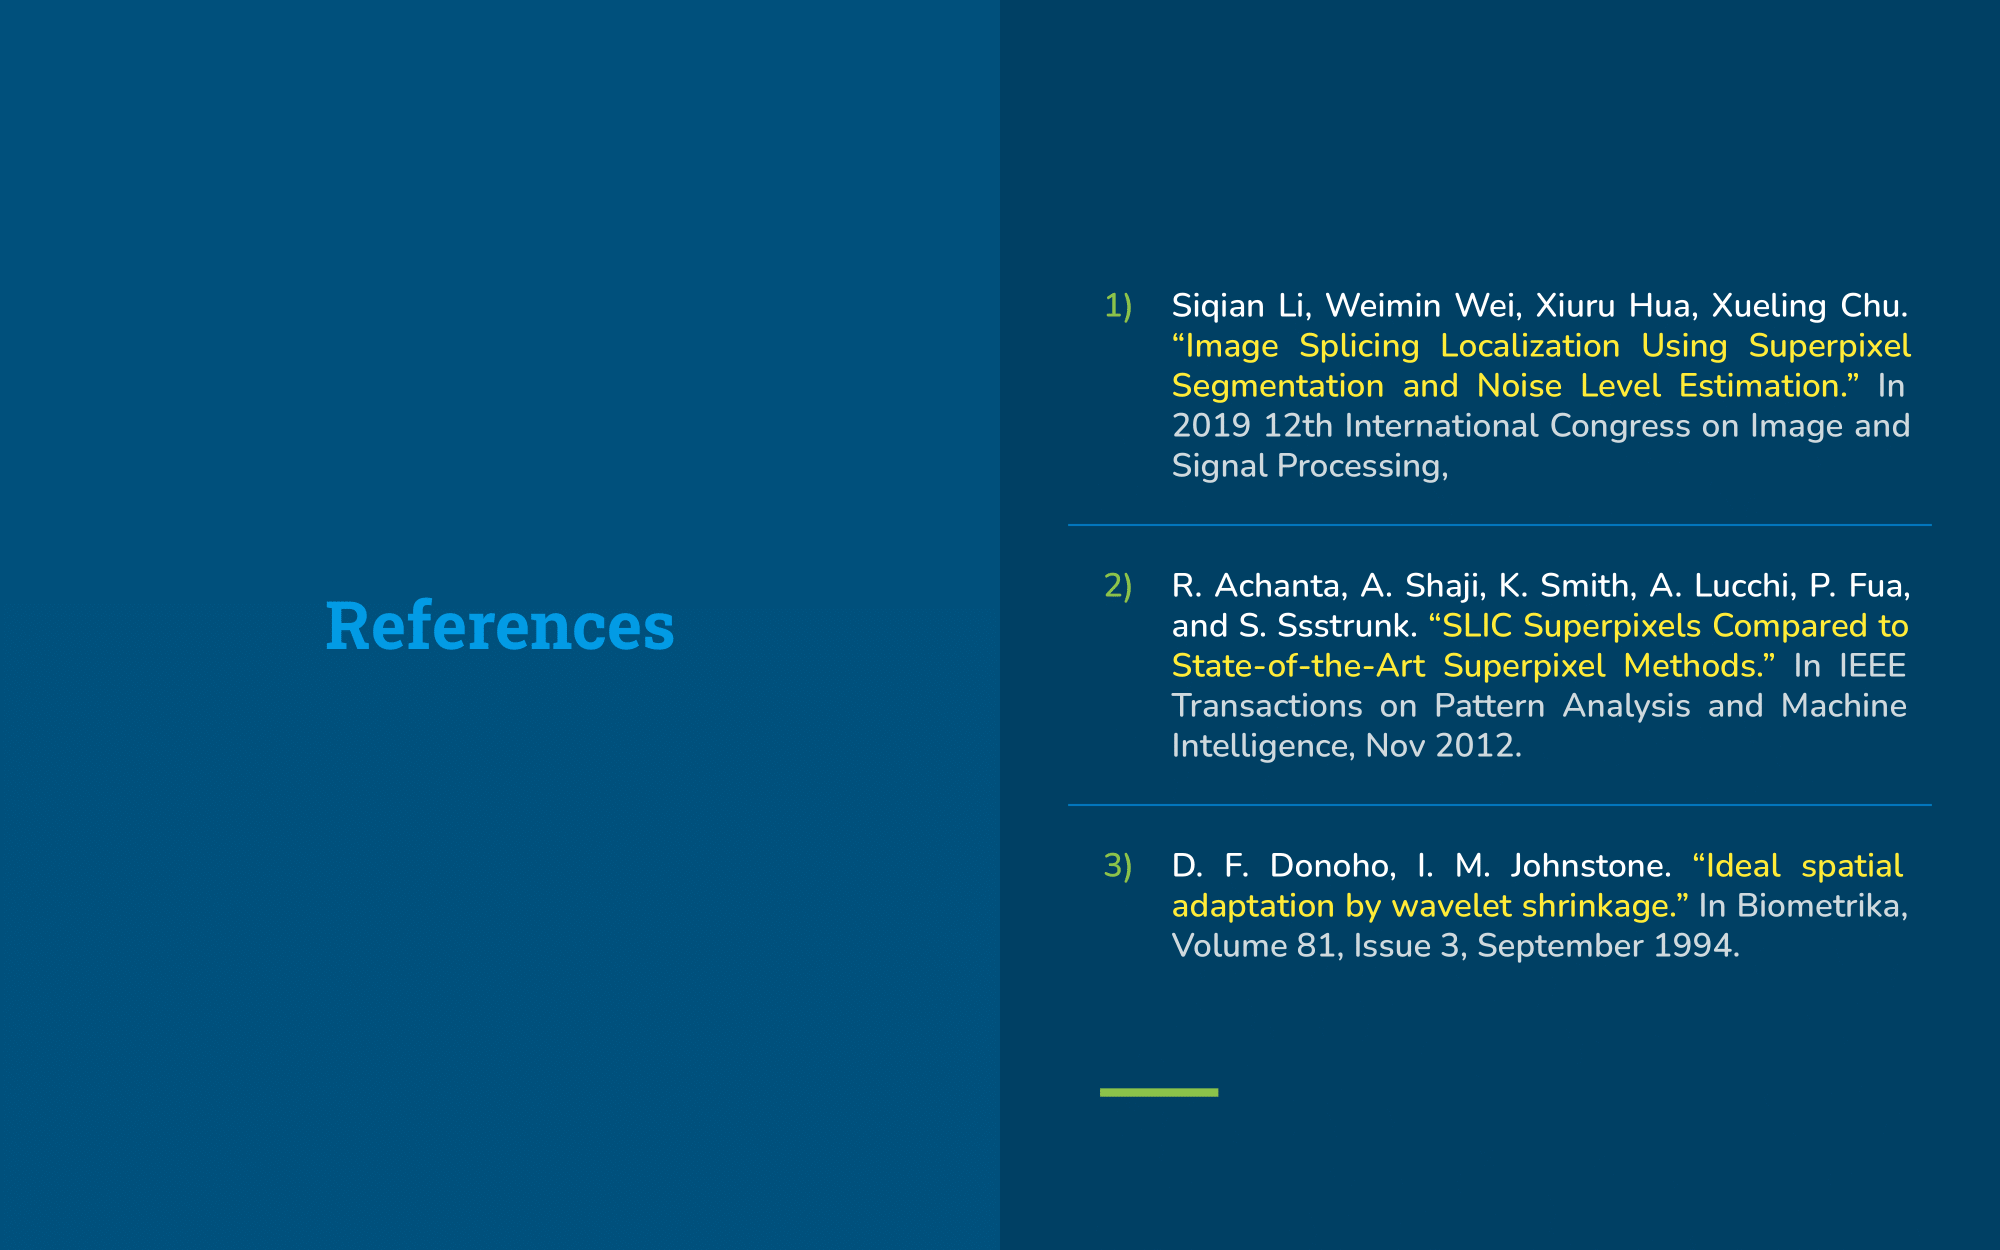 References
1) Siqian Li, Weimin Wei, Xiuru Hua, Xueling Chu.
“Image Splicing Localization Using Superpixel
Segmentation and Noise Level Estimation.” In
2019 12th International Congress on Image and
Signal Processing,
2) R. Achanta, A. Shaji, K. Smith, A. Lucchi, P. Fua,
and S. Ssstrunk. “SLIC Superpixels Compared to
State-of-the-Art Superpixel Methods.” In IEEE
Transactions on Pattern Analysis and Machine
Intelligence, Nov 2012.
3) D. F. Donoho, I. M. Johnstone. “Ideal spatial
adaptation by wavelet shrinkage.” In Biometrika,
Volume 81, Issue 3, September 1994.